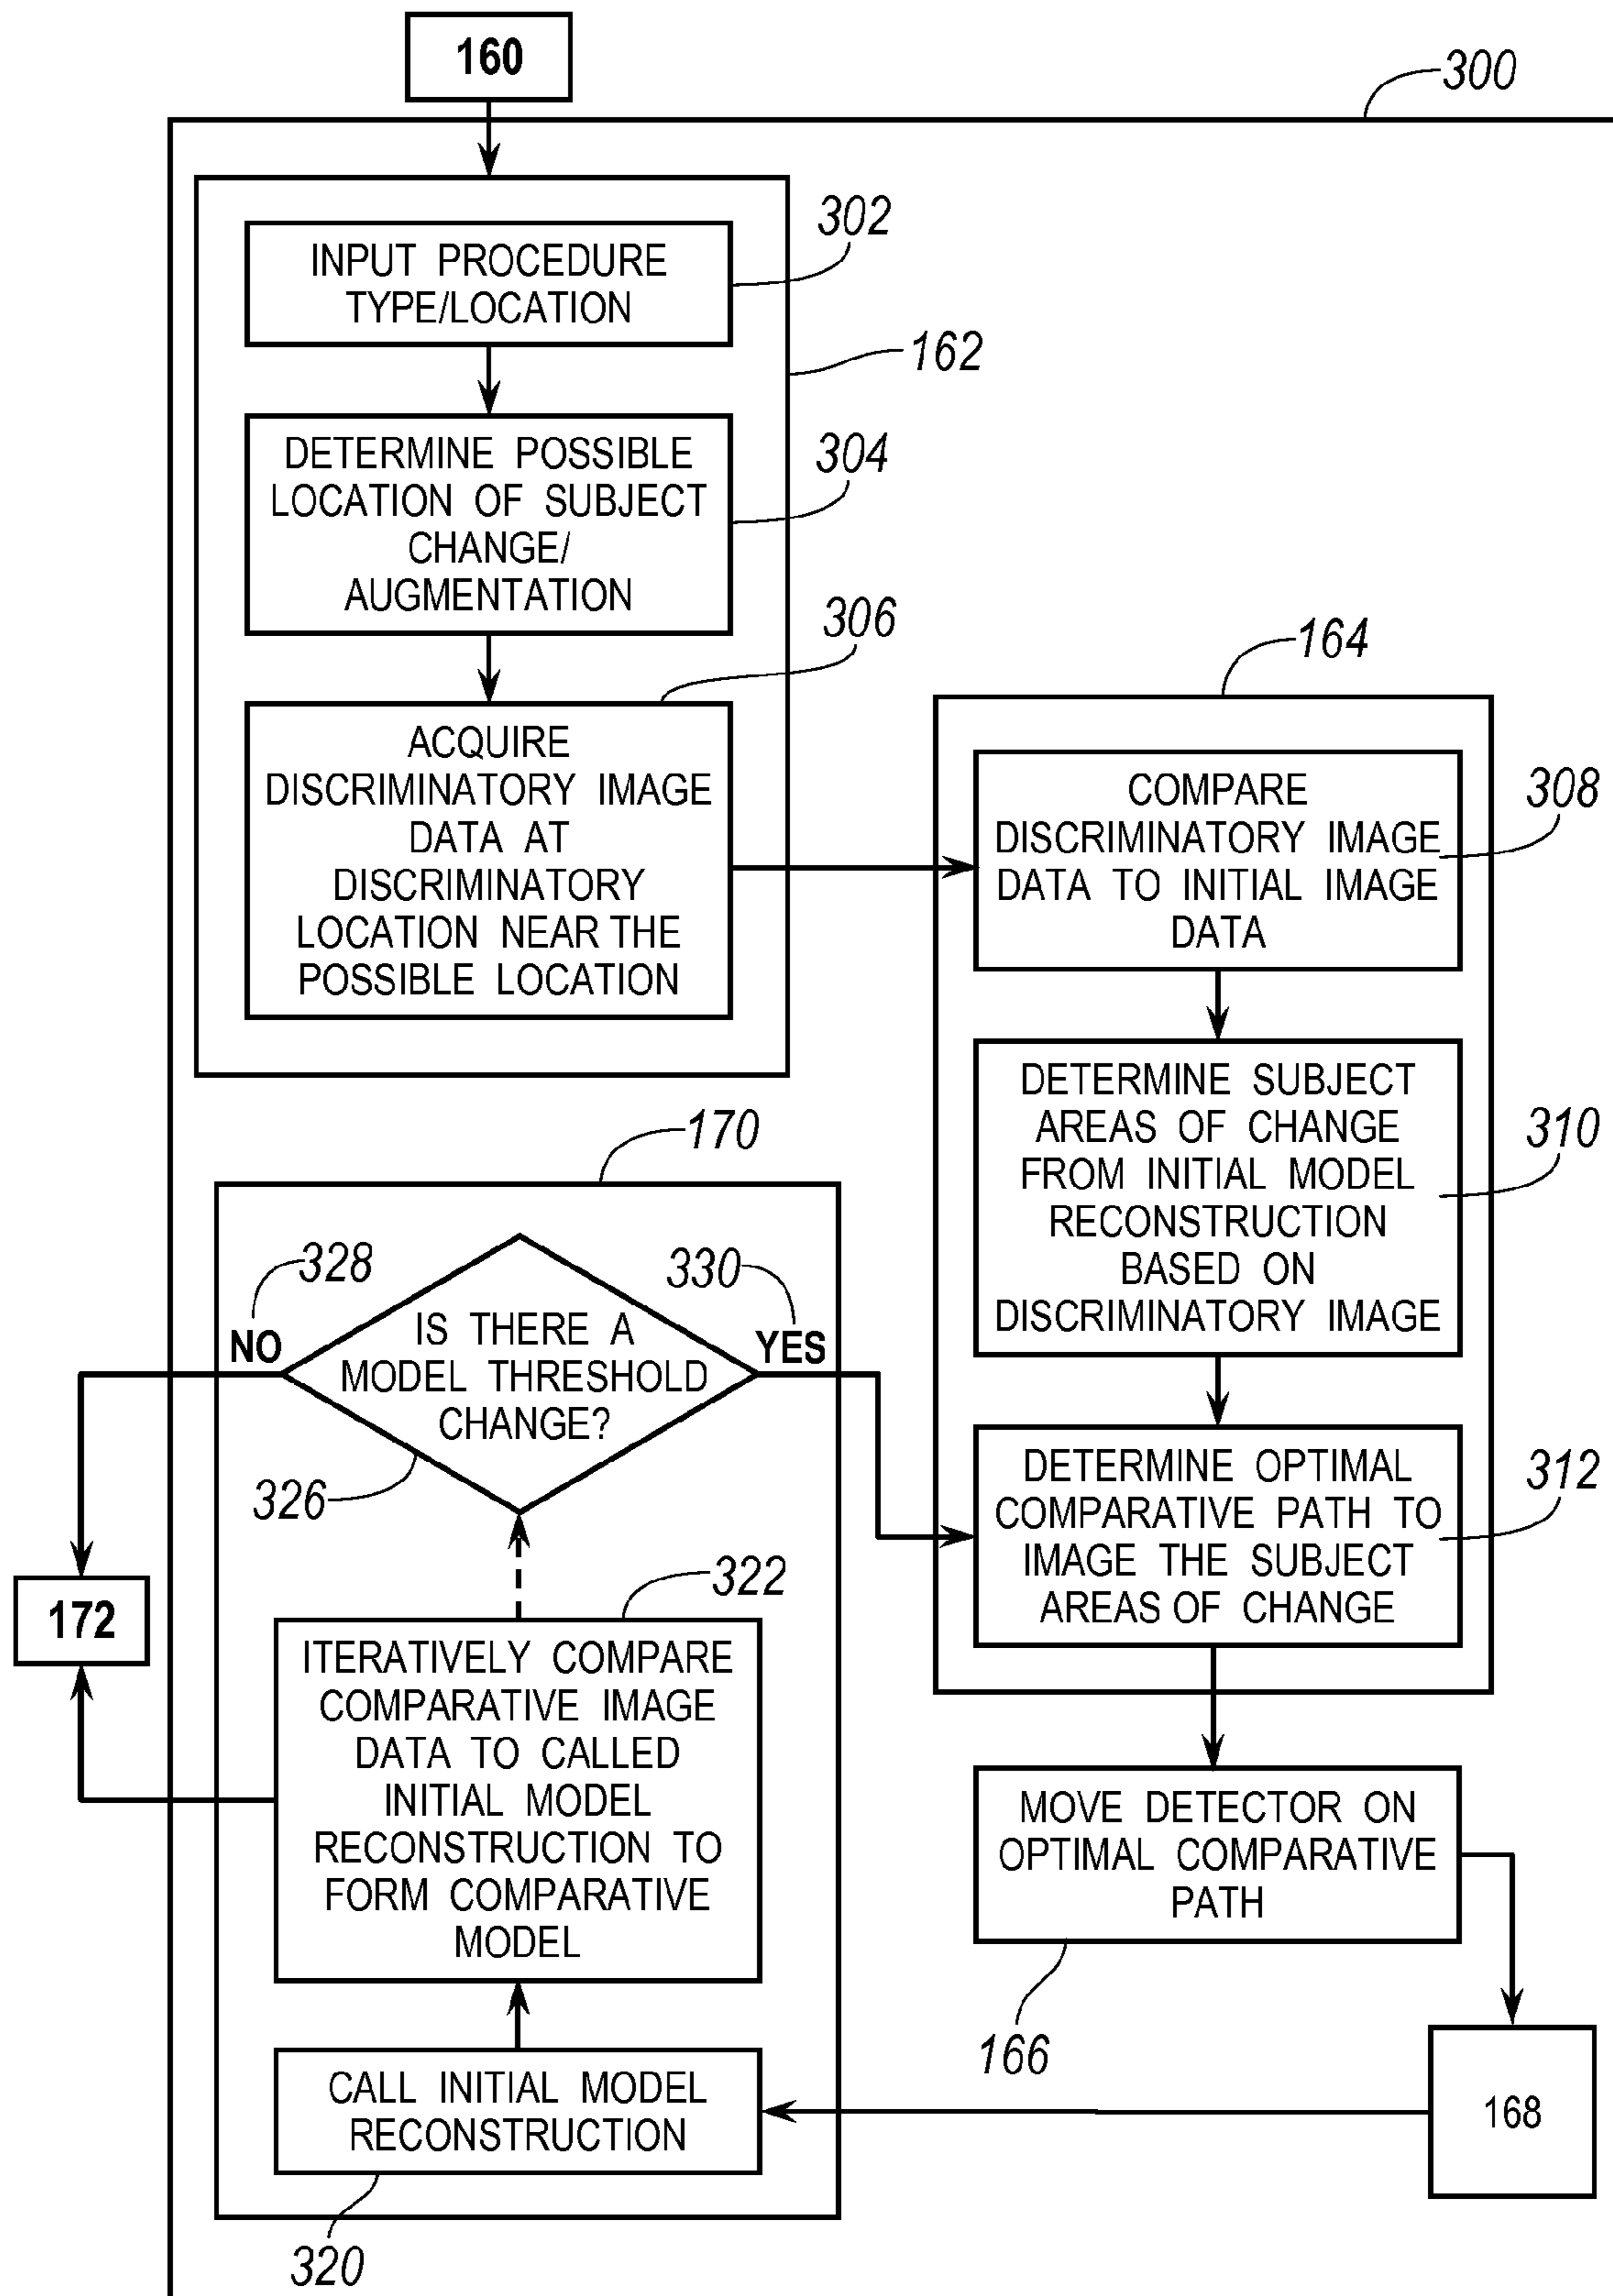 160
300
INPUT PROCEDURE
TYPE/LOCATION
302
162
DETERMINE POSSIBLE
LOCATION OF SUBJECT
CHANGE/
AUGMENTATION
304
306
ACQUIRE
DISCRIMINATORY IMAGE
DATA AT
DISCRIMINATORY
LOCATION NEAR THE
POSSIBLE LOCATION
164
COMPARE
DISCRIMINATORY IMAGE
DATA TO INITIAL IMAGE
DATA
308
DETERMINE SUBJECT
AREAS OF CHANGE
FROM INITIAL MODEL
RECONSTRUCTION
BASED ON
DISCRIMINATORY IMAGE
310
DETERMINE OPTIMAL
COMPARATIVE PATH TO
IMAGE THE SUBJECT
AREAS OF CHANGE
312
MOVE DETECTOR ON
OPTIMAL COMPARATIVE
PATH
166
168
170
328
NO
330
YES
IS THERE A
MODEL THRESHOLD
CHANGE?
326
172
322
ITERATIVELY COMPARE
COMPARATIVE IMAGE
DATA TO CALLED
INITIAL MODEL
RECONSTRUCTION TO
FORM COMPARATIVE
MODEL
CALL INITIAL MODEL
RECONSTRUCTION
320